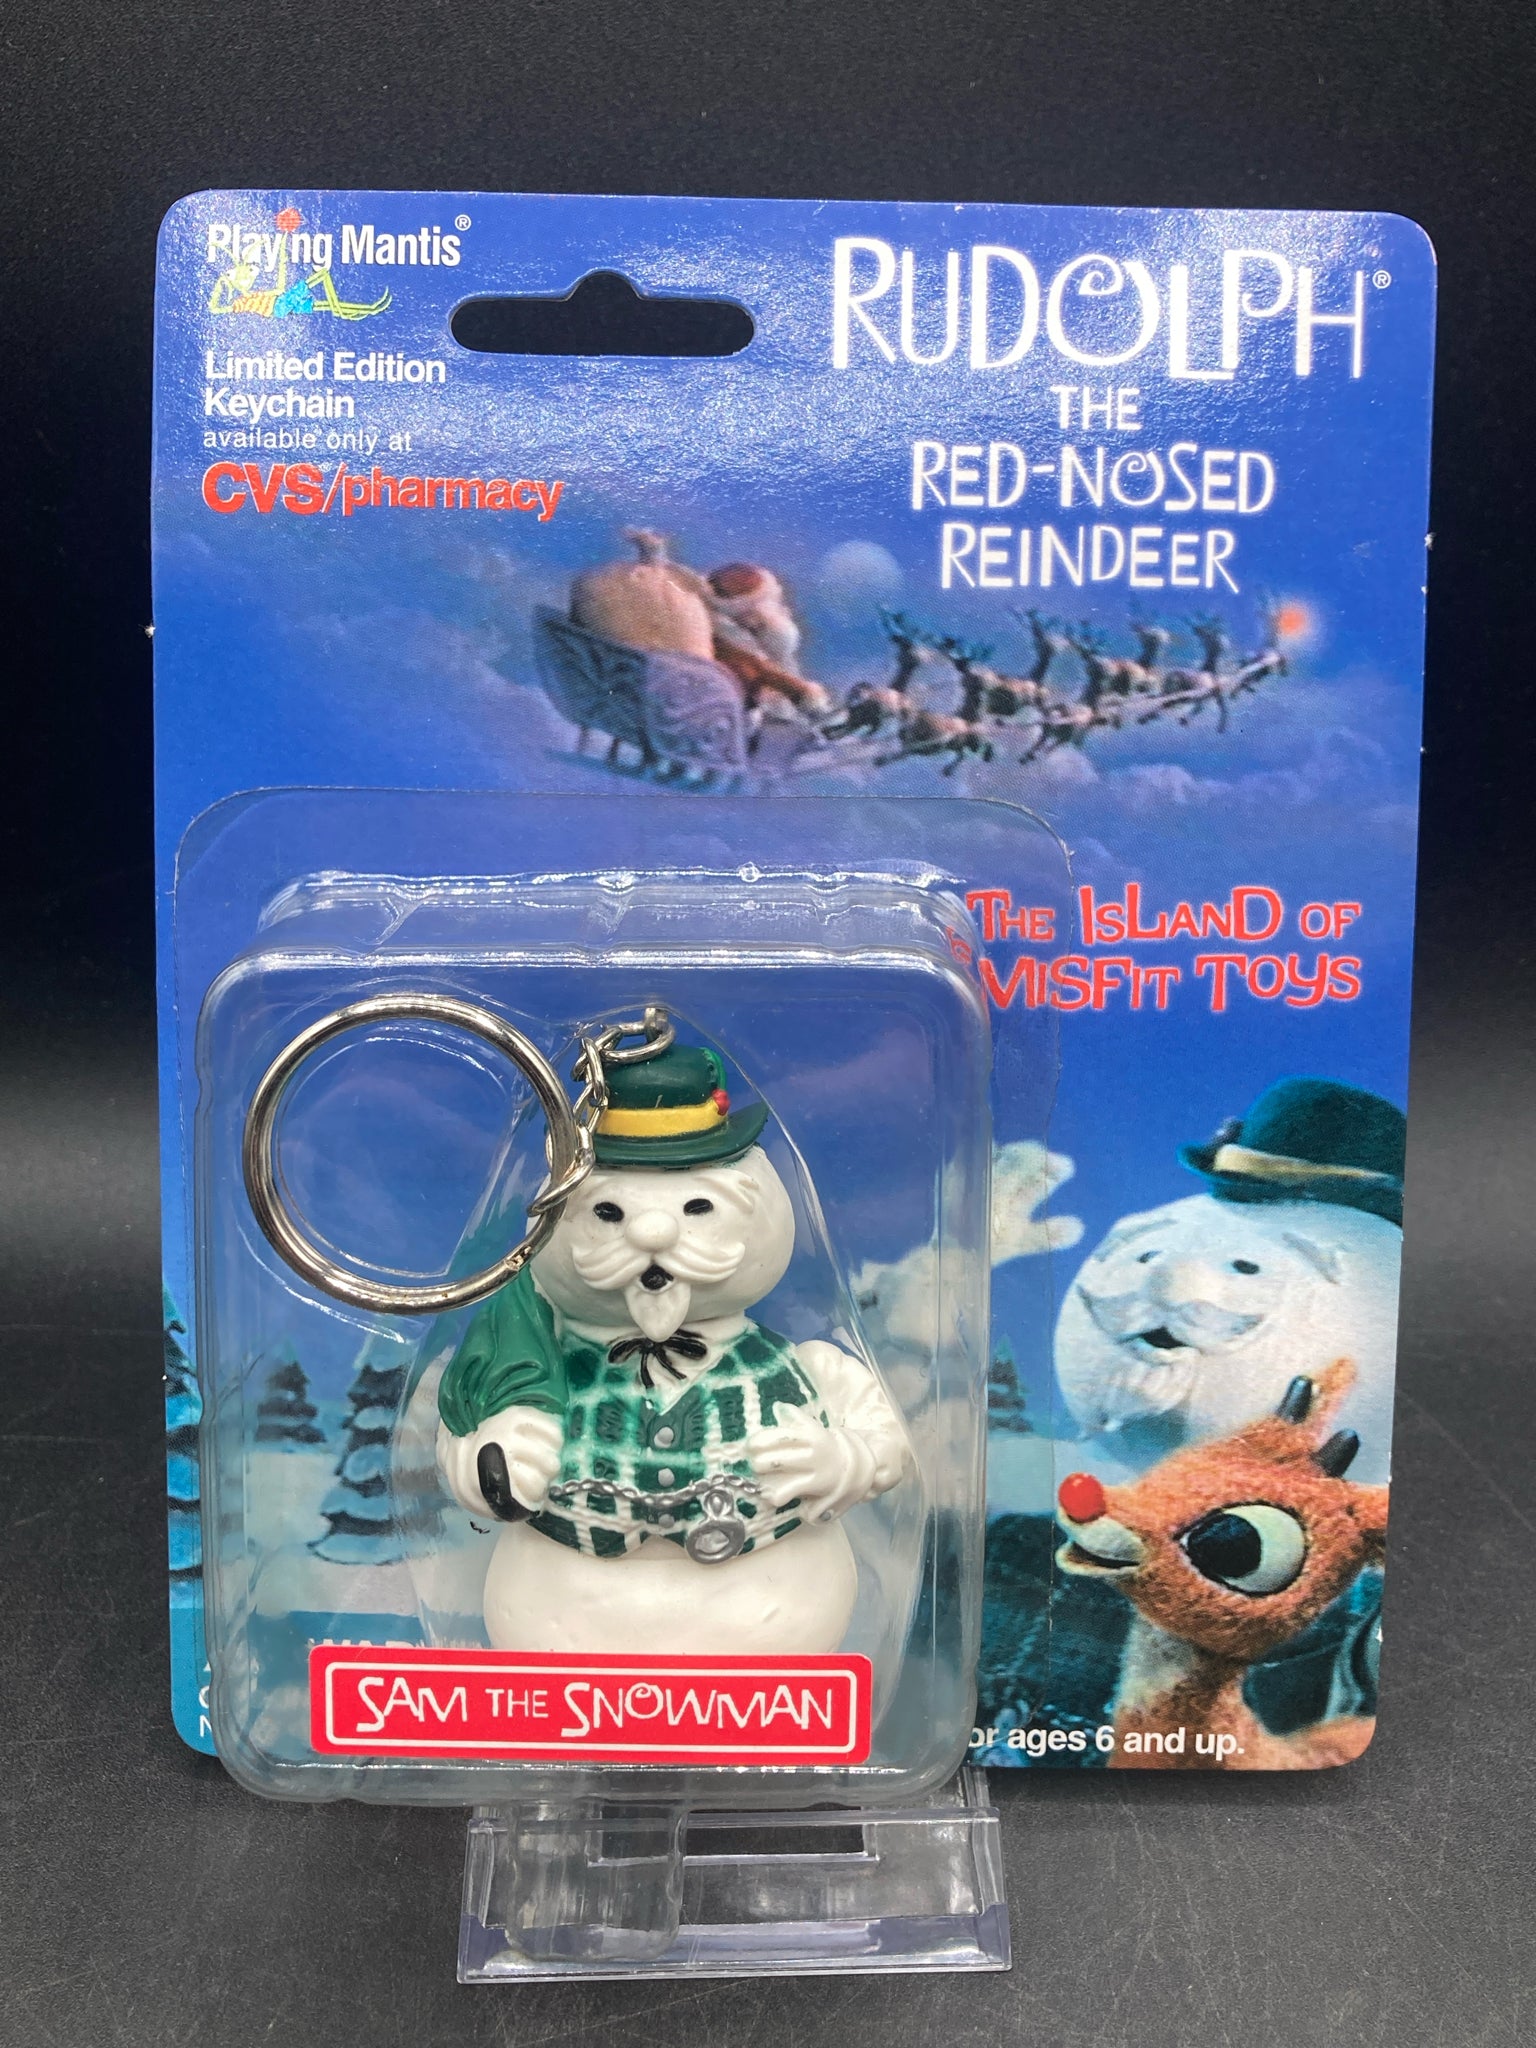 Playing Mantis®
Limited Edition
Keychain
available only at
CVS/pharmacy
RUDOLPH®
THE
RED-NOSED
REINDEER
THE ISLAND OF
MISFIT TOYS
SAM THE SNOWMAN
ages 6 and up.